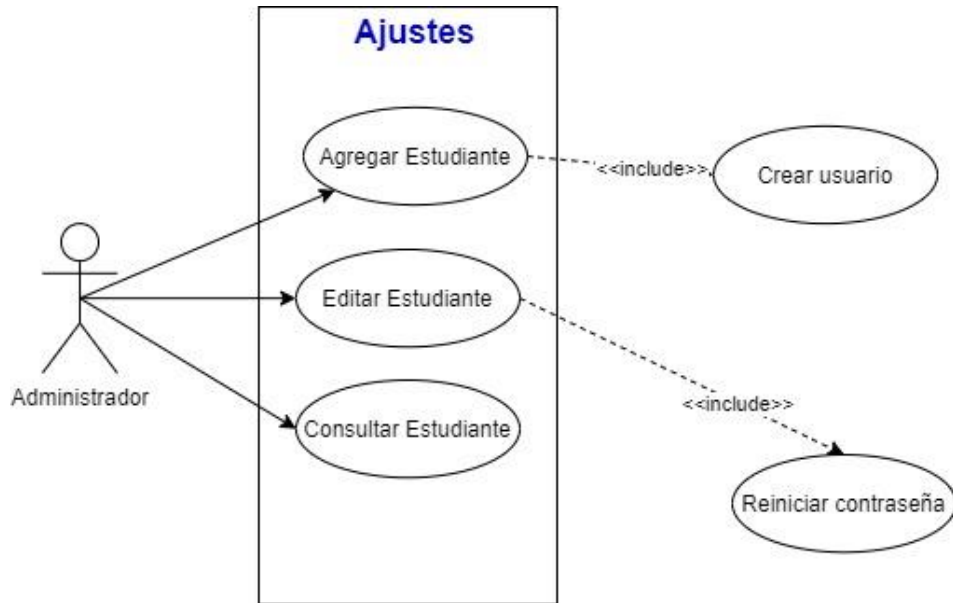 Ajustes
Agregar Estudiante
<<include>>
Crear usuario
Editar Estudiante
Administrador
<<include>>
Consultar Estudiante
Reiniciar contraseña